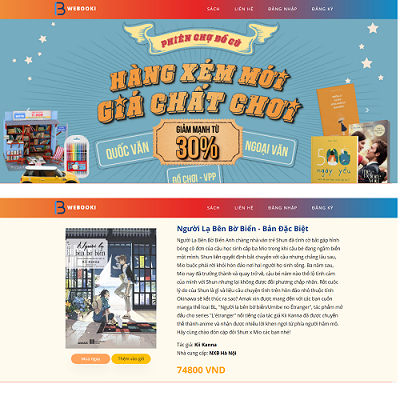 WEBOOKI
SÁCH
LIÊN HỆ
ĐĂNG NHẬP
ĐĂNG KÝ
PHIÊN CHỢ ĐỒ CŨ
HÀNG XÉM MỚI
GIÁ CHẤT CHƠI
GIẢM MẠNH TỪ
30%
QUỐC VĂN
NGOẠI VĂN
ĐỒ CHƠI - VPP
ngày yêu
WEBOOKI
SÁCH
LIÊN HỆ
ĐĂNG NHẬP
ĐĂNG KÝ
Người Lạ
bên bờ biển
Người Lạ Bên Bờ Biển - Bản Đặc Biệt
Người Lạ Bên Bờ Biển Anh chàng nhà văn trẻ Shun đã tình cờ bắt gặp hình
bóng cô đơn của cậu học sinh cấp ba Mio trong khi cậu bé đang ngắm biển
một mình. Shun liền quyết định bắt chuyện với cậu nhưng chẳng lâu sau,
Mio buộc phải rời khỏi hòn đảo nơi hai người họ sinh sống. Ba năm sau,
Mio nay đã trưởng thành và quay trở về, cậu bé năm nào thổ lộ tình cảm
của mình với Shun nhưng lại không được đối phương chấp nhận. Rốt cuộc
lý do của Shun là gì và liệu câu chuyện tình trên hòn đảo nhỏ thuộc tỉnh
Okinawa sẽ kết thúc ra sao? Amak xin được mang đến với các bạn cuốn
manga thể loại BL, "Người lạ bên bờ biển/Umibe no Étranger", tác phẩm mở
đầu cho series "L'étranger" nổi tiếng của tác giả Kii Kanna đã được chuyển
thể thành anime và nhận được nhiều lời khen ngợi từ phía người hâm mộ.
Hãy cùng chào đón cặp đôi Shun x Mio các bạn nhé!
Tác giả: Kii Kanna
Nhà cung cấp: NXB Hà Nội
74800 VND
Mua ngay
Thêm vào giỏ